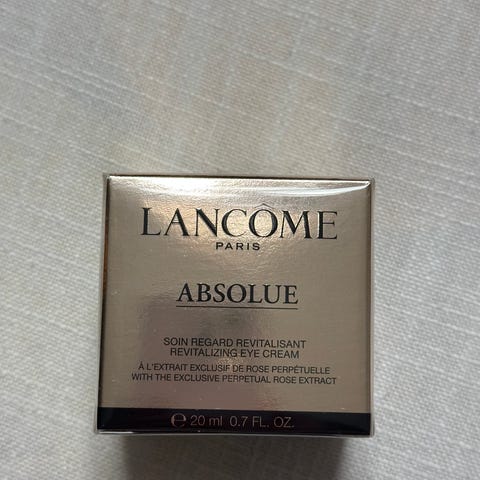 LANCÔME
PARIS
ABSOLUE
SOIN REGARD REVITALISANT
REVITALIZING EYE CREAM
À L'EXTRAIT EXCLUSIF DE ROSE PERPÉTUELLE
WITH THE EXCLUSIVE PERPETUAL ROSE EXTRACT
℮ 20 ml 0.7 FL. OZ.